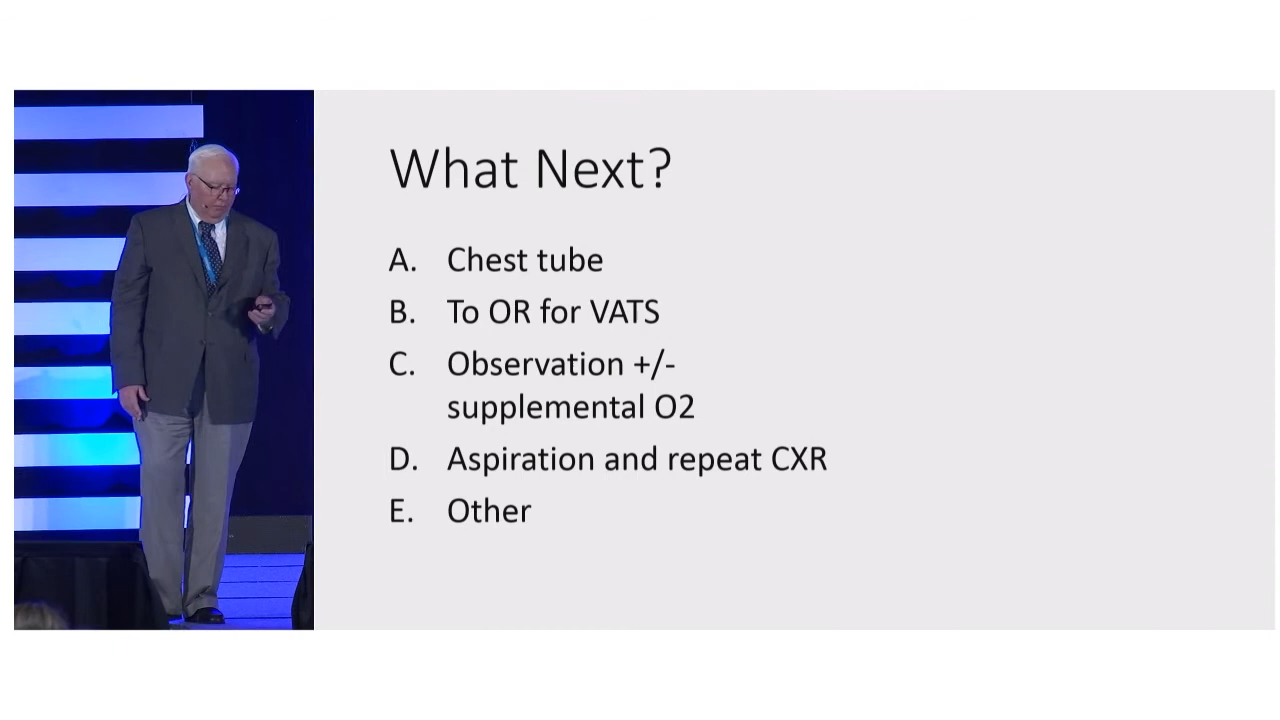 What Next?
A. Chest tube
B. To OR for VATS
C. Observation +/-
supplemental O2
D. Aspiration and repeat CXR
E. Other